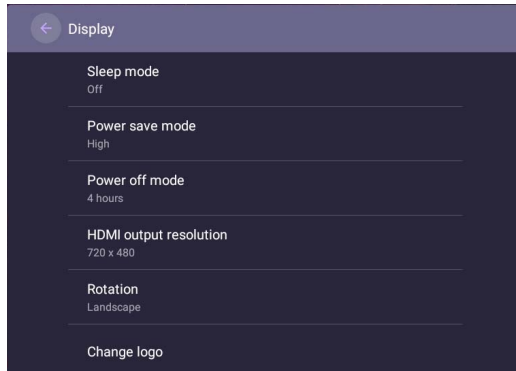 Display
Sleep mode
Off
Power save mode
High
Power off mode
4 hours
HDMI output resolution
720 x 480
Rotation
Landscape
Change logo